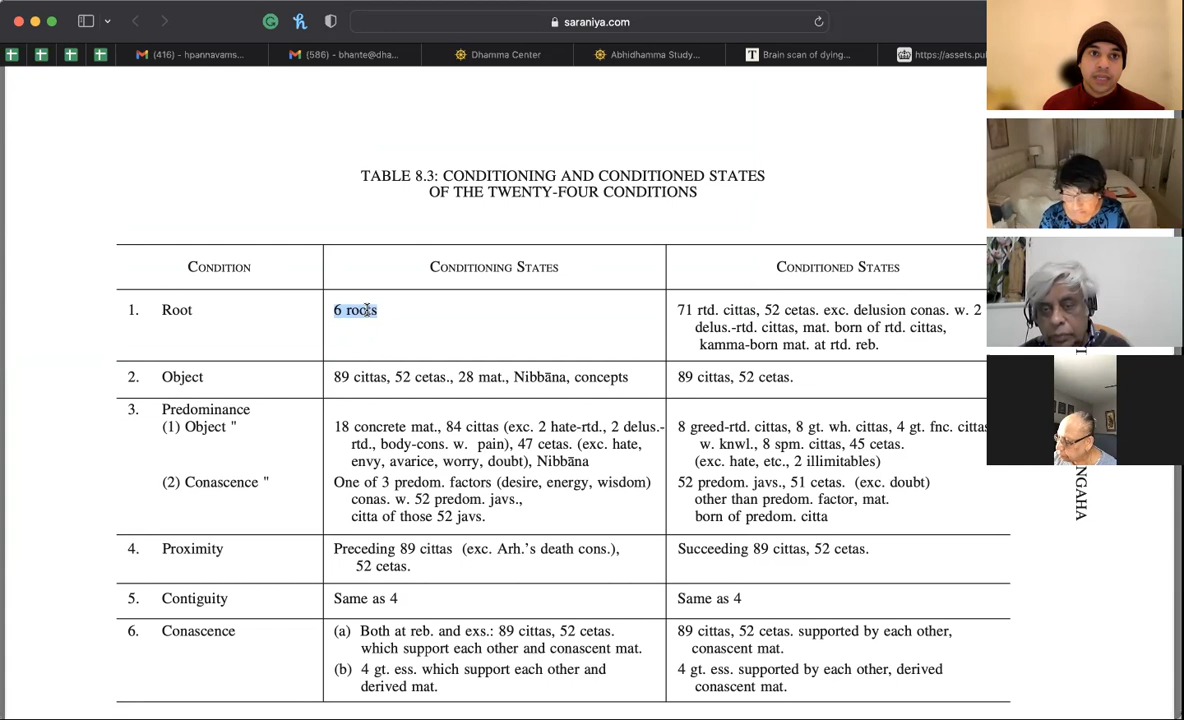 saraniya.com
(416) - hpannavams...
(586) - bhante@dha...
Dhamma Center
Abhidhamma Study...
T Brain scan of dying...
https://assets.pu
TABLE 8.3: CONDITIONING AND CONDITIONED STATES
OF THE TWENTY-FOUR CONDITIONS
CONDITION CONDITIONING STATES CONDITIONED STATES
1. Root 6 roots 71 rtd. cittas, 52 cetas. exc. delusion conas. w. 2
delus.-rtd. cittas, mat. born of rtd. cittas,
kamma-born mat. at rtd. reb.
2. Object 89 cittas, 52 cetas., 28 mat., Nibbāna, concepts 89 cittas, 52 cetas.
3. Predominance
(1) Object " 18 concrete mat., 84 cittas (exc. 2 hate-rtd., 2 delus.- 8 greed-rtd. cittas, 8 gt. wh. cittas, 4 gt. fnc. cittas
rtd., body-cons. w. pain), 47 cetas. (exc. hate, w. knwl., 8 spm. cittas, 45 cetas.
envy, avarice, worry, doubt), Nibbāna (exc. hate, etc., 2 illimitables)
(2) Conascence " One of 3 predom. factors (desire, energy, wisdom) 52 predom. javs., 51 cetas. (exc. doubt)
conas. w. 52 predom. javs., other than predom. factor, mat.
citta of those 52 javs. born of predom. citta
4. Proximity Preceding 89 cittas (exc. Arh.'s death cons.), Succeeding 89 cittas, 52 cetas.
52 cetas.
5. Contiguity Same as 4 Same as 4
6. Conascence (a) Both at reb. and exs.: 89 cittas, 52 cetas. 89 cittas, 52 cetas. supported by each other,
which support each other and conascent mat. conascent mat.
(b) 4 gt. ess. which support each other and 4 gt. ess. supported by each other, derived
derived mat. conascent mat.
NGAHA